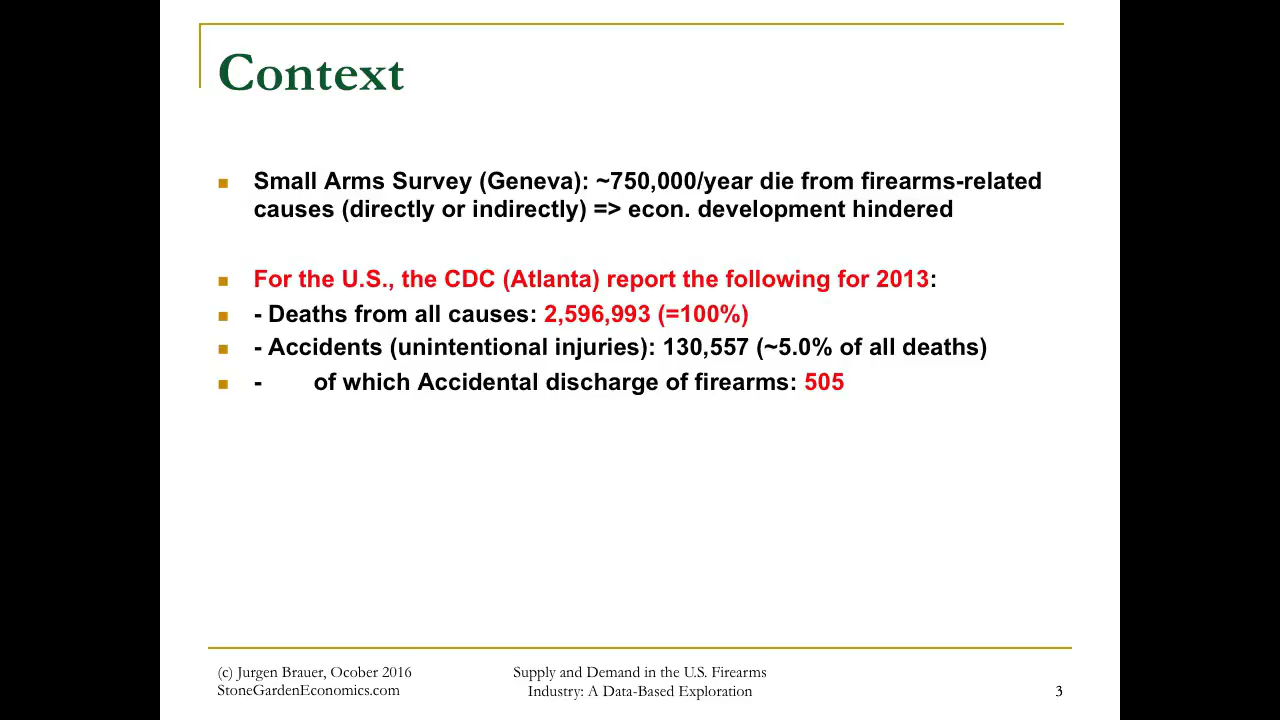 Context
Small Arms Survey (Geneva): ~750,000/year die from firearms-related
causes (directly or indirectly) => econ. development hindered
For the U.S., the CDC (Atlanta) report the following for 2013:
- Deaths from all causes: 2,596,993 (=100%)
- Accidents (unintentional injuries): 130,557 (~5.0% of all deaths)
- of which Accidental discharge of firearms: 505
(c) Jurgen Brauer, Ocober 2016
StoneGardenEconomics.com
Supply and Demand in the U.S. Firearms
Industry: A Data-Based Exploration
3